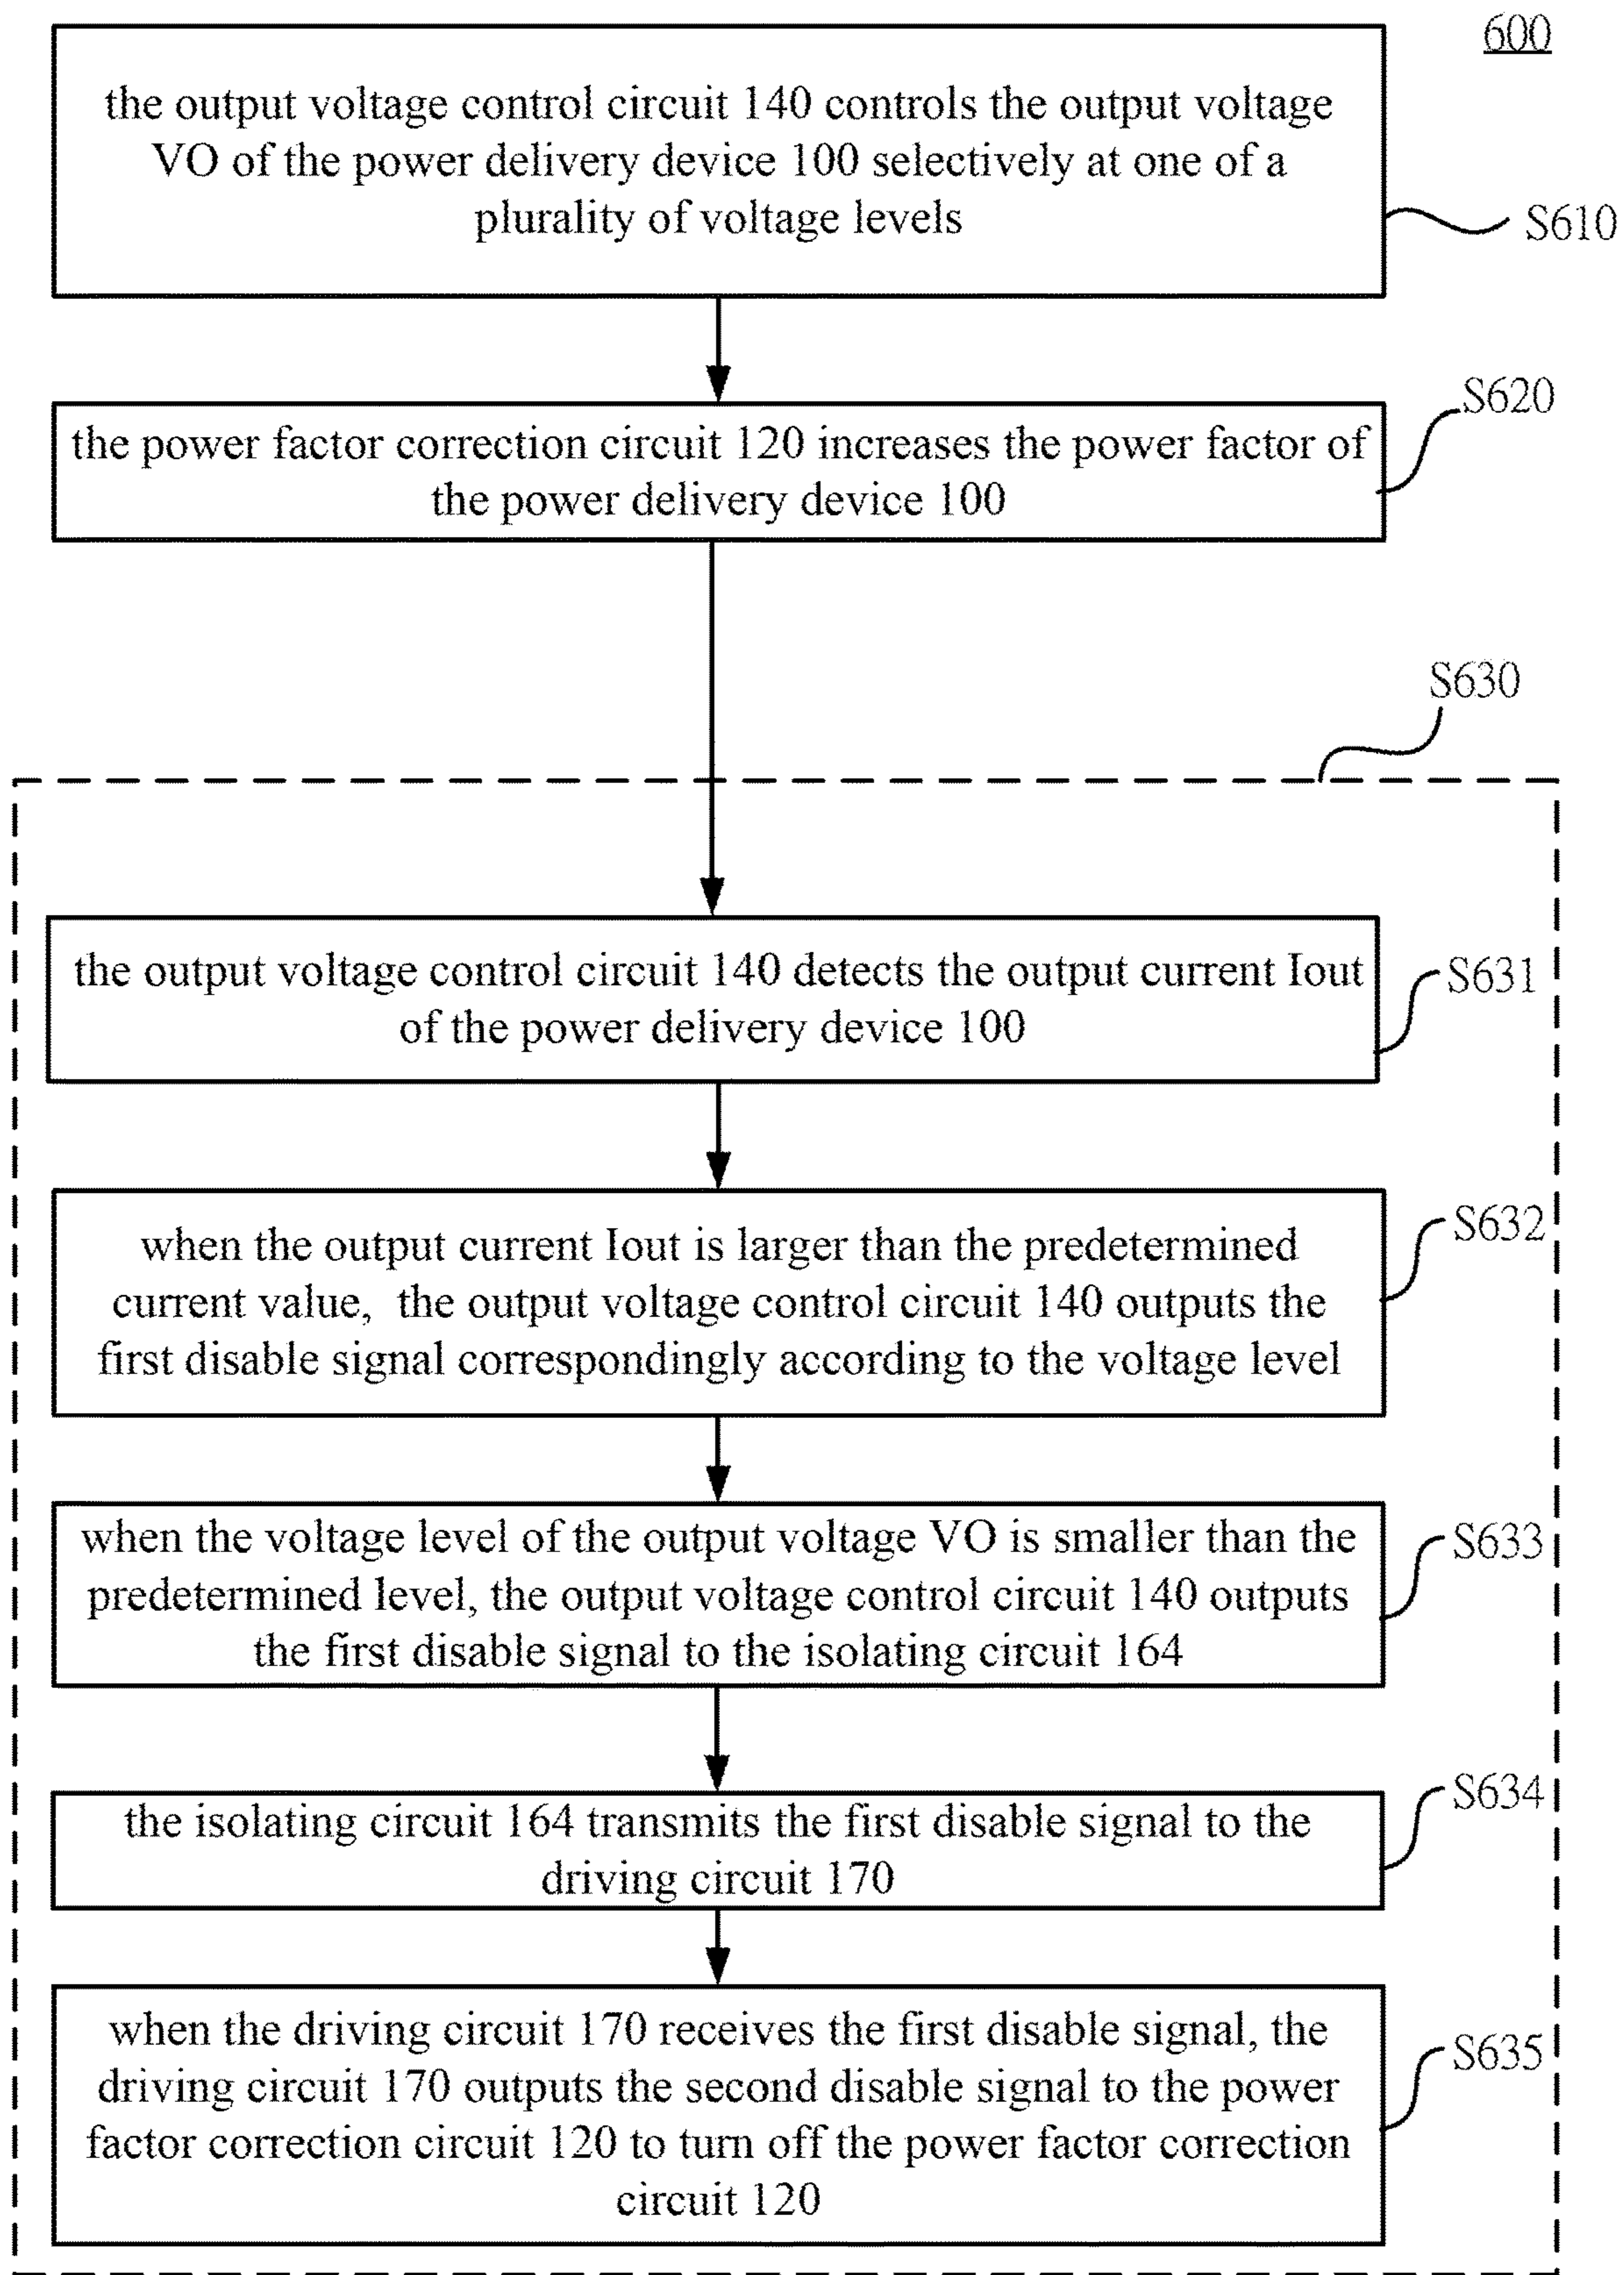 600
the output voltage control circuit 140 controls the output voltage
VO of the power delivery device 100 selectively at one of a
plurality of voltage levels
S610
S620
the power factor correction circuit 120 increases the power factor of
the power delivery device 100
S630
the output voltage control circuit 140 detects the output current Iout
of the power delivery device 100
S631
when the output current Iout is larger than the predetermined
current value, the output voltage control circuit 140 outputs the
first disable signal correspondingly according to the voltage level
S632
when the voltage level of the output voltage VO is smaller than the
predetermined level, the output voltage control circuit 140 outputs
the first disable signal to the isolating circuit 164
S633
the isolating circuit 164 transmits the first disable signal to the
driving circuit 170
S634
when the driving circuit 170 receives the first disable signal, the
driving circuit 170 outputs the second disable signal to the power
factor correction circuit 120 to turn off the power factor correction
circuit 120
S635